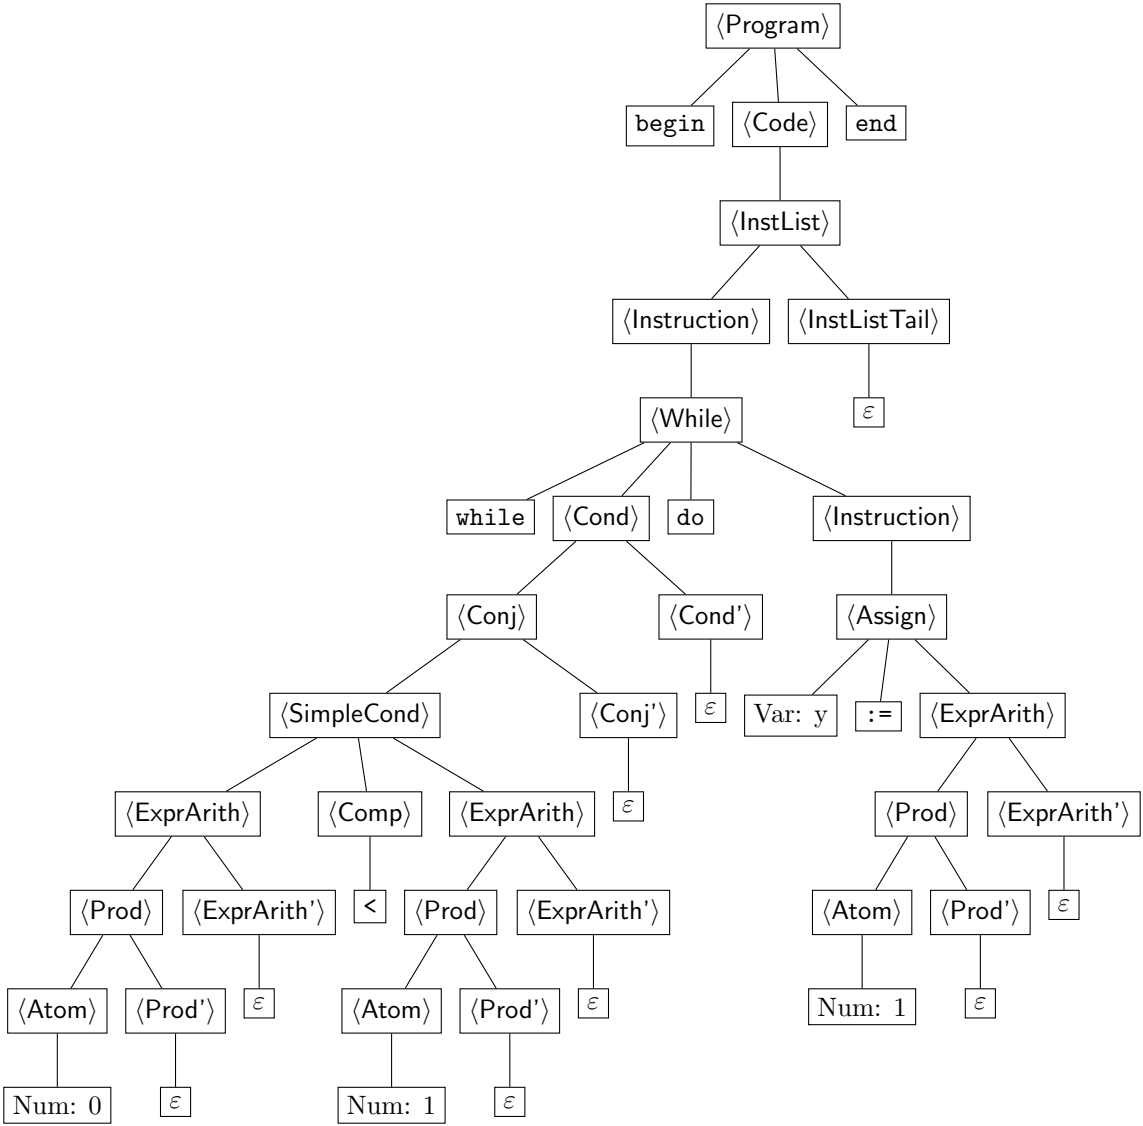 ⟨Program⟩
begin ⟨Code⟩ end
⟨InstList⟩
⟨Instruction⟩ ⟨InstListTail⟩
⟨While⟩ ε
while ⟨Cond⟩ do ⟨Instruction⟩
⟨Conj⟩ ⟨Cond'⟩ ⟨Assign⟩
⟨SimpleCond⟩ ⟨Conj'⟩ ε Var: y := ⟨ExprArith⟩
⟨ExprArith⟩ ⟨Comp⟩ ⟨ExprArith⟩ ε ⟨Prod⟩ ⟨ExprArith'⟩
⟨Prod⟩ ⟨ExprArith'⟩ < ⟨Prod⟩ ⟨ExprArith'⟩ ⟨Atom⟩ ⟨Prod'⟩ ε
⟨Atom⟩ ⟨Prod'⟩ ε ⟨Atom⟩ ⟨Prod'⟩ ε Num: 1 ε
Num: 0 ε Num: 1 ε